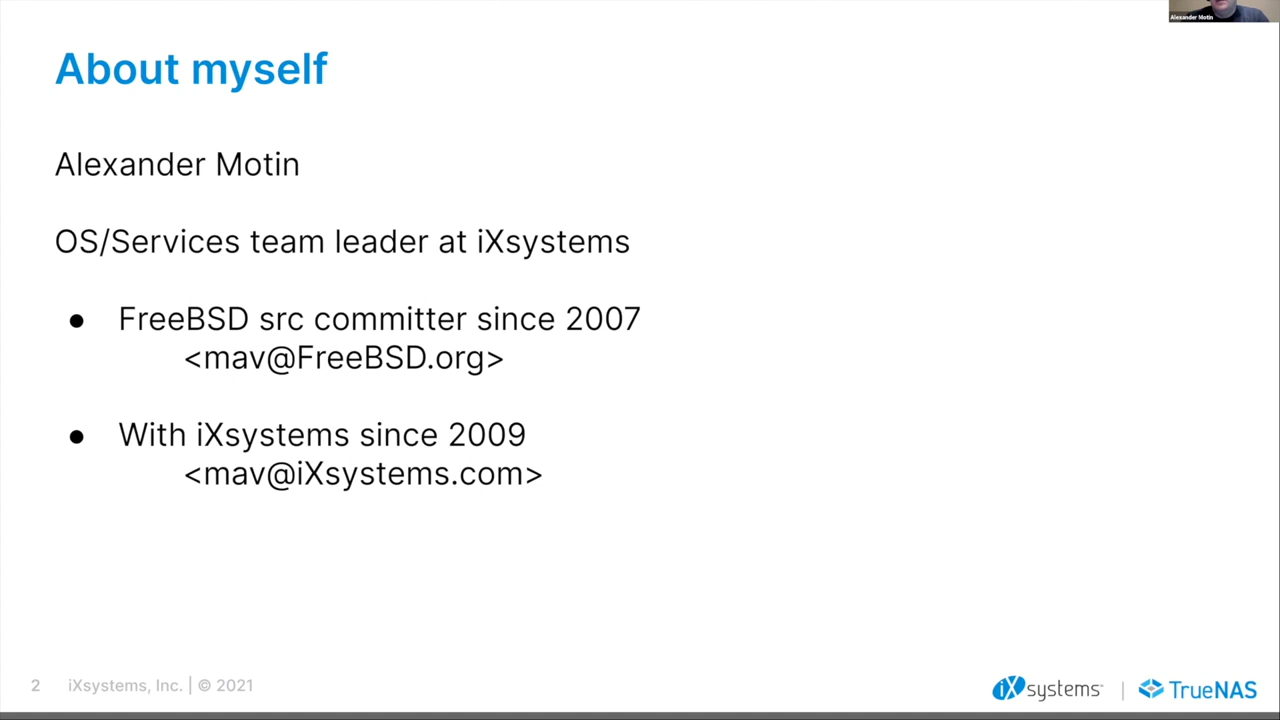 Alexander Motin
About myself
Alexander Motin
OS/Services team leader at iXsystems
● FreeBSD src committer since 2007
<mav@FreeBSD.org>
● With iXsystems since 2009
<mav@iXsystems.com>
2 iXsystems, Inc. | © 2021
iXsystems™ | TrueNAS